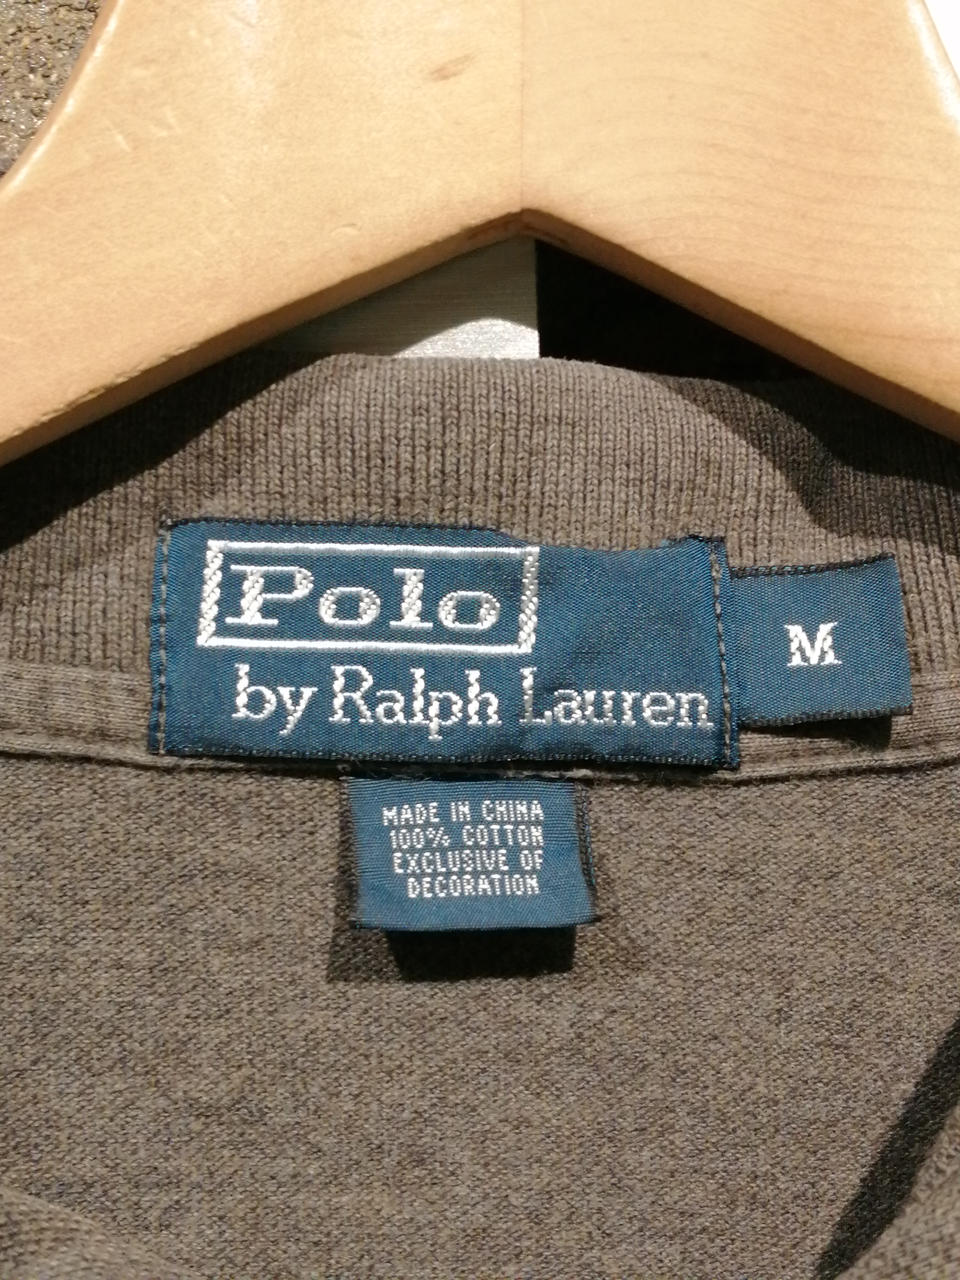 Polo
by Ralph Lauren
M
MADE IN CHINA
100% COTTON
EXCLUSIVE OF
DECORATION